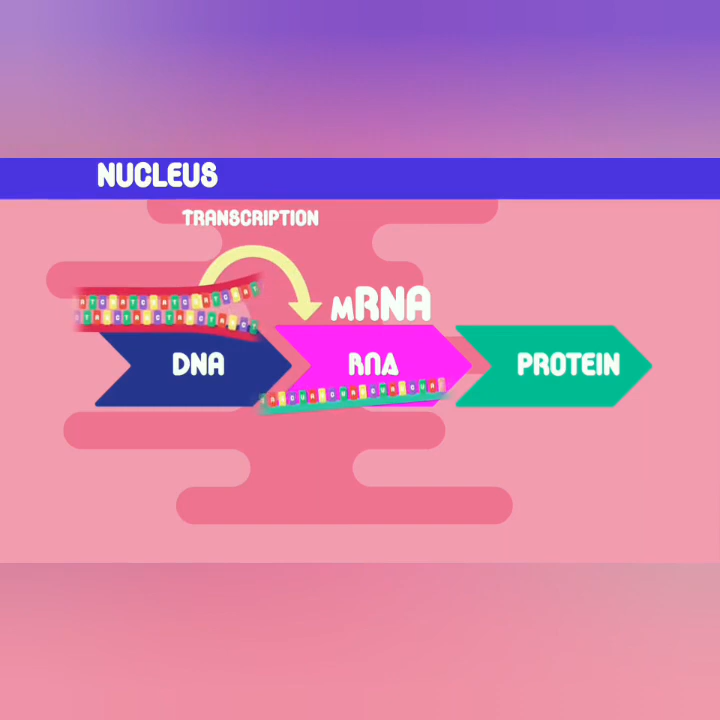 NUCLEUS
TRANSCRIPTION
mRNA
DNA
RNA
PROTEIN